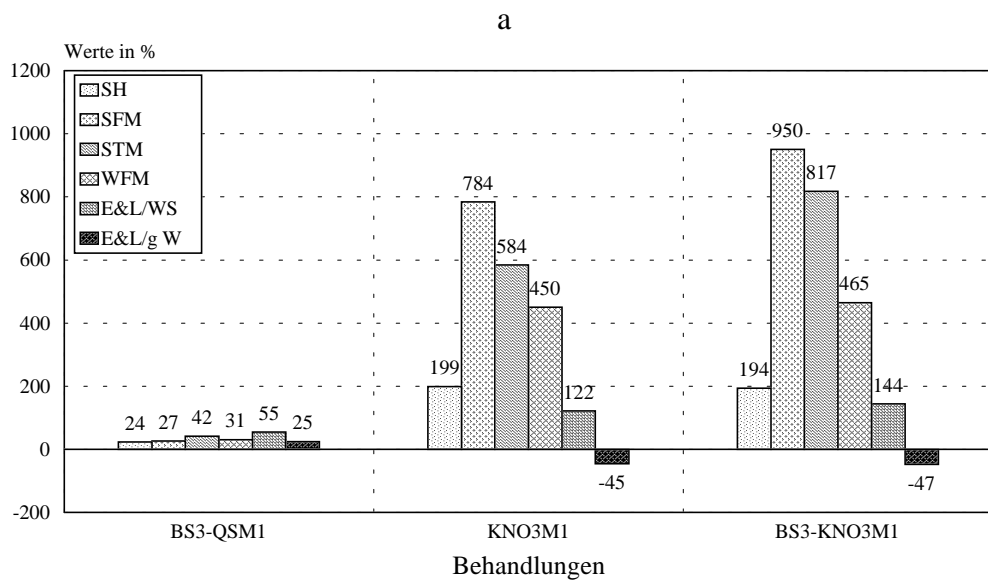 a
Werte in %
1200
1000
800
600
400
200
0
-200
SH
SFM
STM
WFM
E&L/WS
E&L/g W
24 27 42 31 55 25
199 784 584 450 122 -45
194 950 817 465 144 -47
BS3-QSM1 KNO3M1 BS3-KNO3M1
Behandlungen